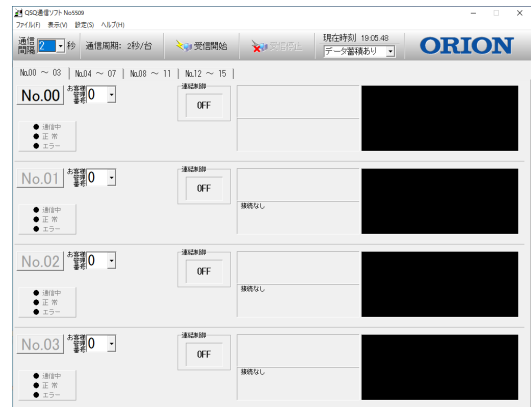 QSQ通信ソフト No5509
ファイル(F) 表示(V) 設定(S) ヘルプ(H)
通信間隔 2 秒 通信周期: 2秒/台 受信開始 受信停止 現在時刻 19:05:48 データ蓄積あり ORION
No.00 ～ 03 No.04 ～ 07 No.08 ～ 11 No.12 ～ 15
No.00 お客様管理番号 0 連結制御 OFF
通信中
正 常
エラー
No.01 お客様管理番号 0 連結制御 OFF
通信中
正 常
エラー
接続なし
No.02 お客様管理番号 0 連結制御 OFF
通信中
正 常
エラー
接続なし
No.03 お客様管理番号 0 連結制御 OFF
通信中
正 常
エラー
接続なし